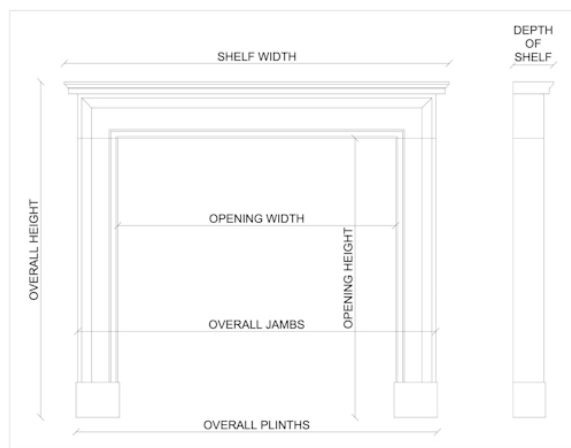 DEPTH
OF
SHELF
SHELF WIDTH
OVERALL HEIGHT
OPENING WIDTH
OPENING HEIGHT
OVERALL JAMBS
OVERALL PLINTHS